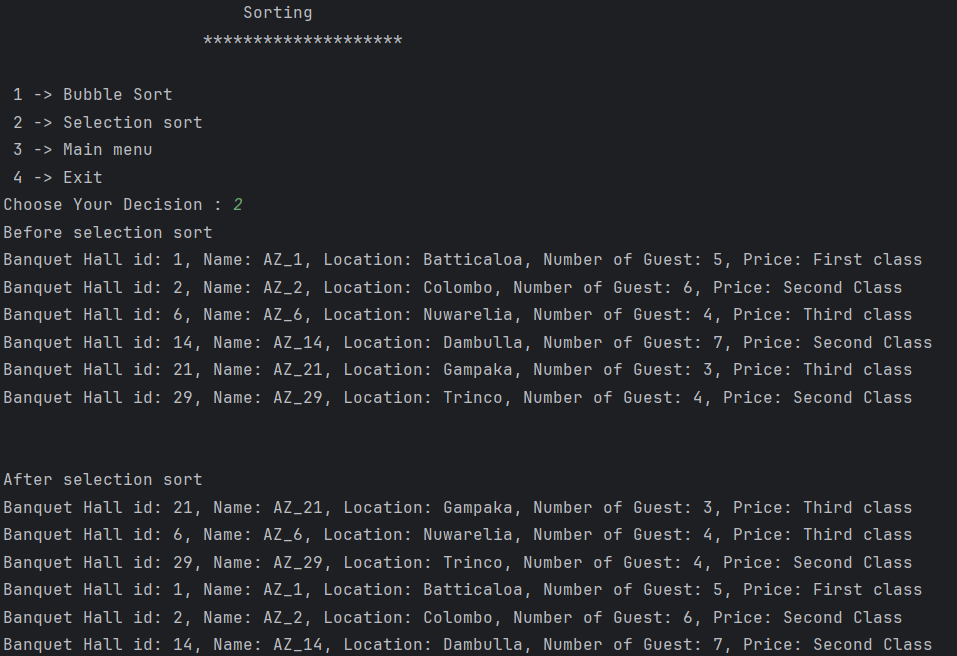 Sorting
********************
1 -> Bubble Sort
2 -> Selection sort
3 -> Main menu
4 -> Exit
Choose Your Decision : 2
Before selection sort
Banquet Hall id: 1, Name: AZ_1, Location: Batticaloa, Number of Guest: 5, Price: First class
Banquet Hall id: 2, Name: AZ_2, Location: Colombo, Number of Guest: 6, Price: Second Class
Banquet Hall id: 6, Name: AZ_6, Location: Nuwarelia, Number of Guest: 4, Price: Third class
Banquet Hall id: 14, Name: AZ_14, Location: Dambulla, Number of Guest: 7, Price: Second Class
Banquet Hall id: 21, Name: AZ_21, Location: Gampaka, Number of Guest: 3, Price: Third class
Banquet Hall id: 29, Name: AZ_29, Location: Trinco, Number of Guest: 4, Price: Second Class
After selection sort
Banquet Hall id: 21, Name: AZ_21, Location: Gampaka, Number of Guest: 3, Price: Third class
Banquet Hall id: 6, Name: AZ_6, Location: Nuwarelia, Number of Guest: 4, Price: Third class
Banquet Hall id: 29, Name: AZ_29, Location: Trinco, Number of Guest: 4, Price: Second Class
Banquet Hall id: 1, Name: AZ_1, Location: Batticaloa, Number of Guest: 5, Price: First class
Banquet Hall id: 2, Name: AZ_2, Location: Colombo, Number of Guest: 6, Price: Second Class
Banquet Hall id: 14, Name: AZ_14, Location: Dambulla, Number of Guest: 7, Price: Second Class